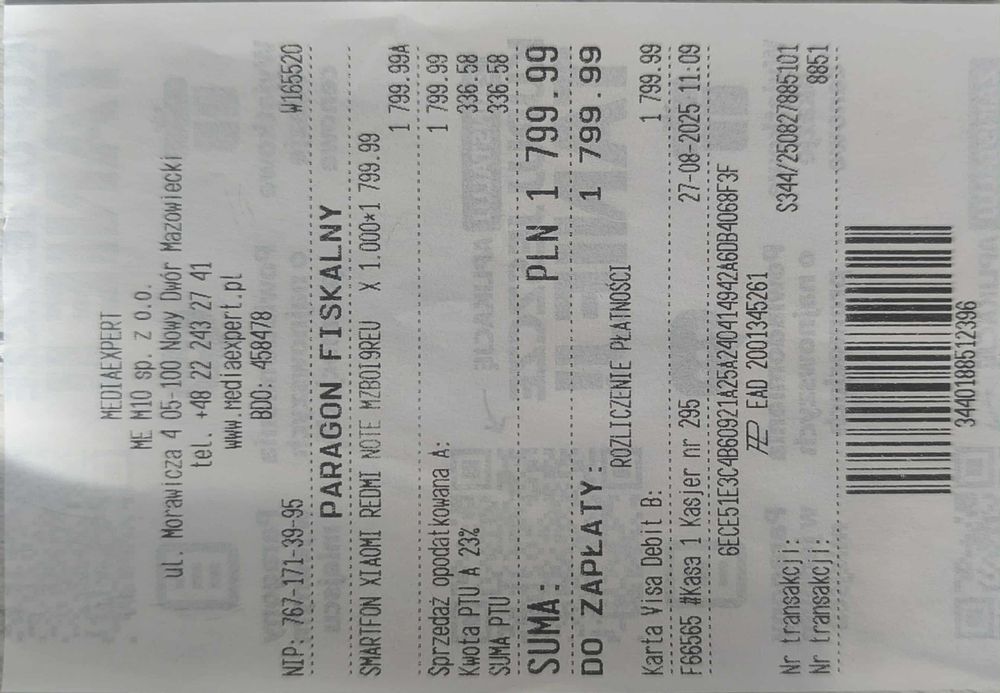 MEDIAEXPERT
ME M10 sp. z o.o.
ul. Morawicza 4 05-100 Nowy Dwór Mazowiecki
tel. +48 22 243 27 41
www.mediaexpert.pl
BDO: 458478
NIP: 767-171-39-95 W165520
PARAGON FISKALNY
SMARTFON XIAOMI REDMI NOTE MZB0I9REU X 1.000*1 799.99
1 799.99A
Sprzedaż opodatkowana A: 1 799.99
Kwota PTU A 23% 336.58
SUMA PTU 336.58
SUMA: PLN 1 799.99
DO ZAPŁATY: 1 799.99
ROZLICZENIE PŁATNOŚCI
Karta Visa Debit B: 1 799.99
F66565 #Kasa 1 Kasjer nr 295 27-08-2025 11:09
6ECE51E3C4B60921A25A240414942A6DB4068F3F
EAD 2001345261
Nr transakcji: S344/2508278851​01
Nr transakcji: 8851
3440188512396